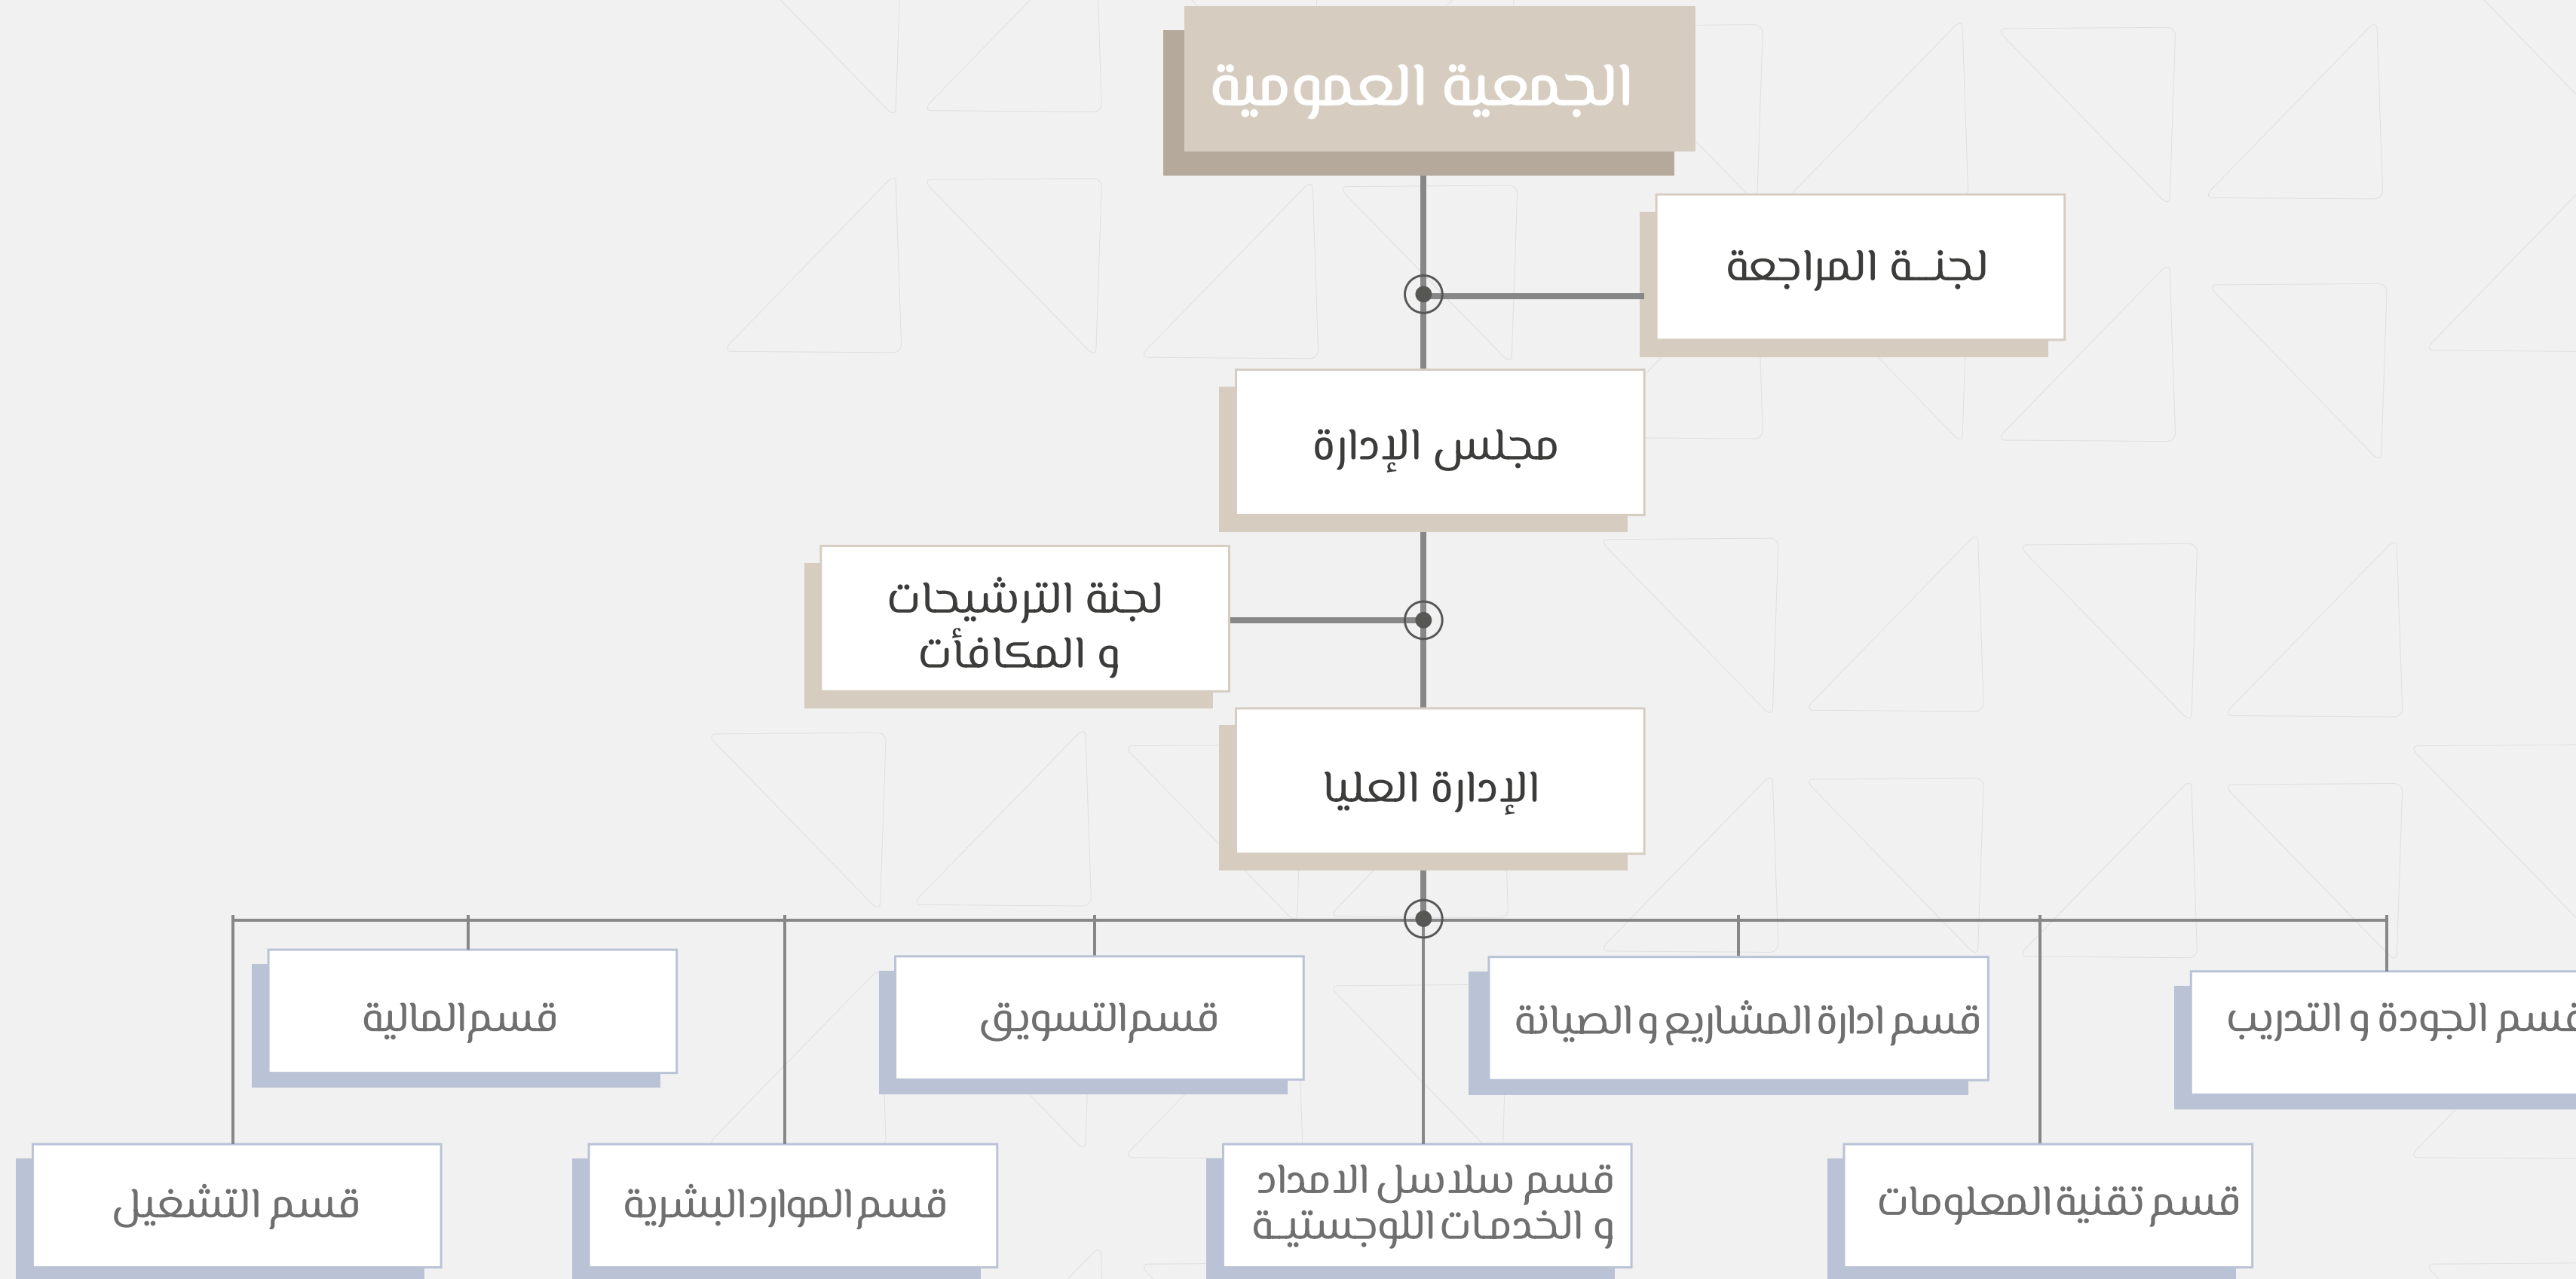 الجمعية العمومية
لجنــة المراجعة
مجلس الإدارة
لجنة الترشيحات
و المكافأت
الإدارة العليا
قسم الجودة و التدريب
قسم ادارة المشاريع و الصيانة
قسم التسويق
قسم المالية
قسم تقنية المعلومات
قسم سلاسل الامداد
و الخدمات اللوجستيـة
قسم الموارد البشرية
قسم التشغيل